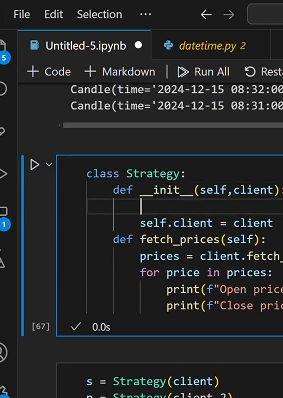 File Edit Selection ...
Untitled-5.ipynb datetime.py 2
+ Code + Markdown Run All Resta
Candle(time='2024-12-15 08:32:00
Candle(time='2024-12-15 08:31:00
class Strategy:
def __init__(self,client):
self.client = client
def fetch_prices(self):
prices = client.fetch_
for price in prices:
print(f"Open price
print(f"Close pric
[67] 0.0s
s = Strategy(client)
Strategy(client 2)
5
1